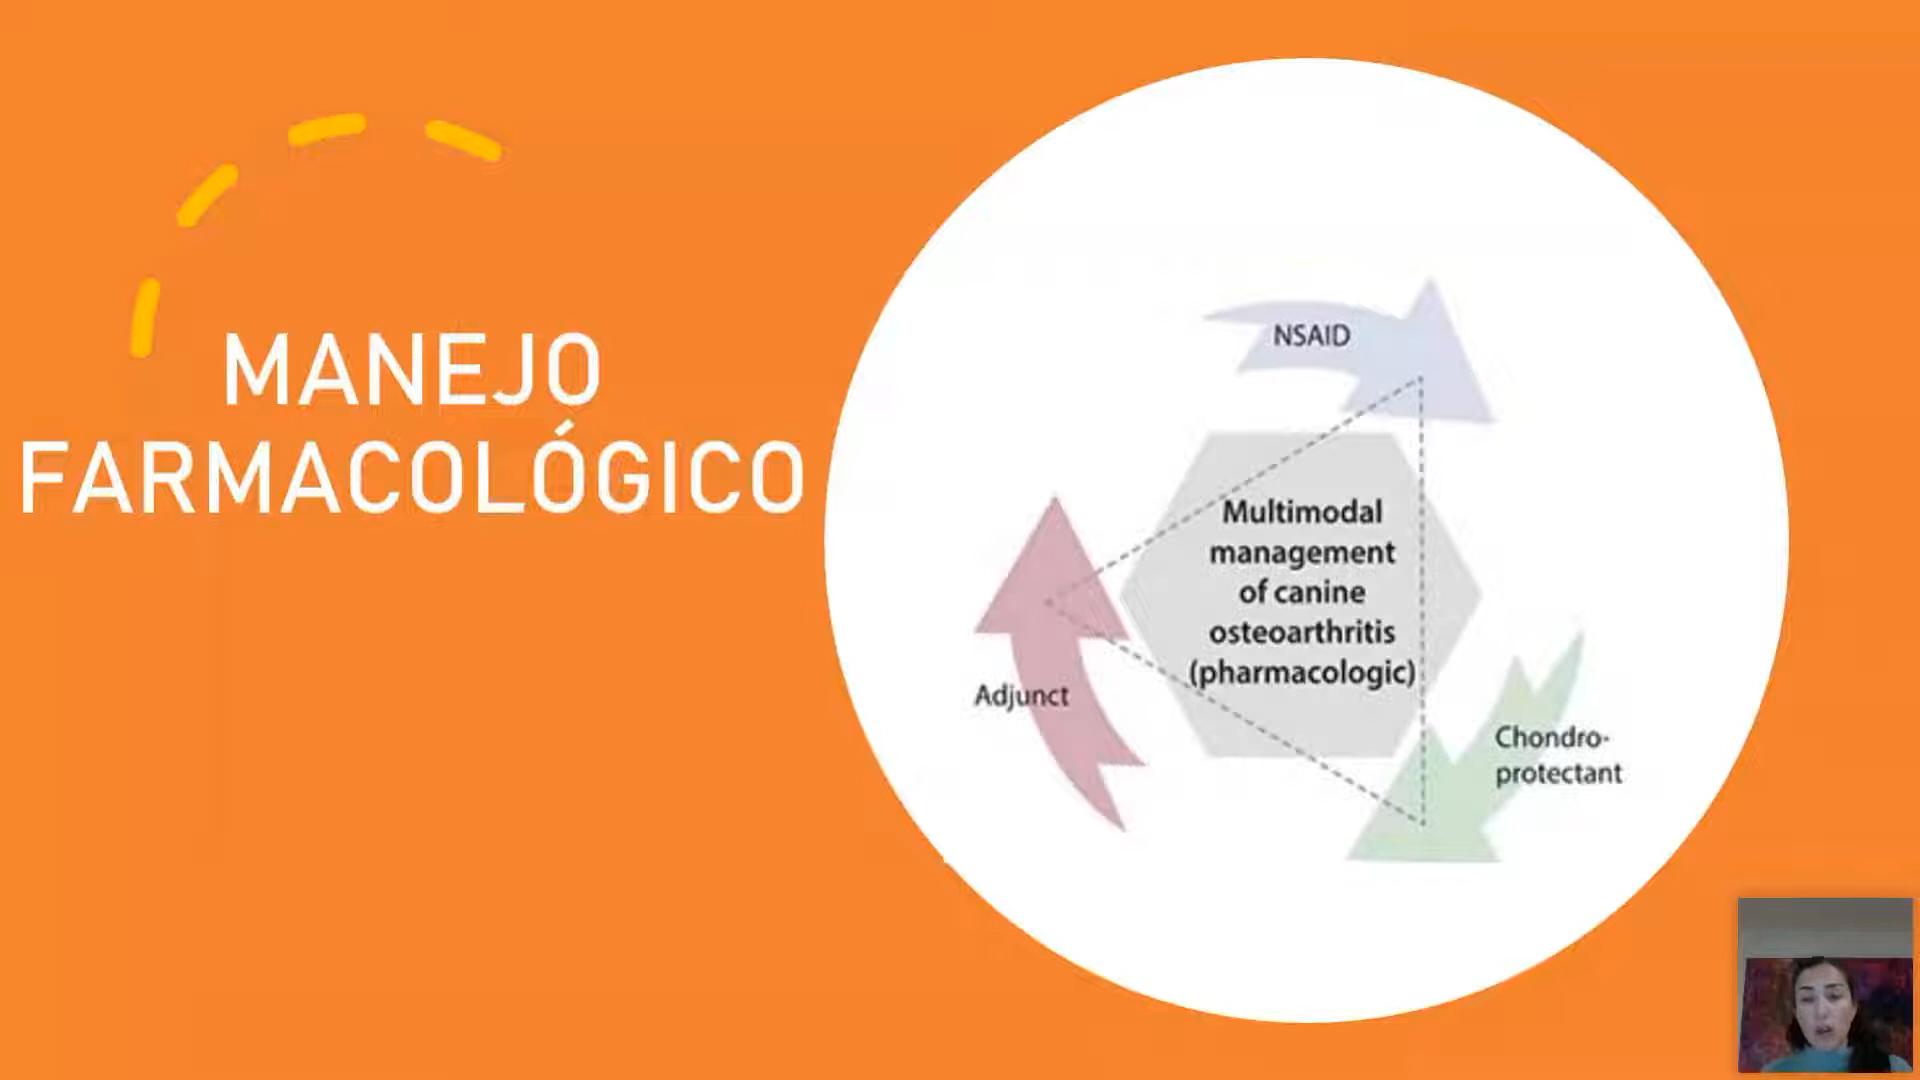 MANEJO
FARMACOLÓGICO
NSAID
Multimodal
management
of canine
osteoarthritis
(pharmacologic)
Adjunct
Chondro-
protectant